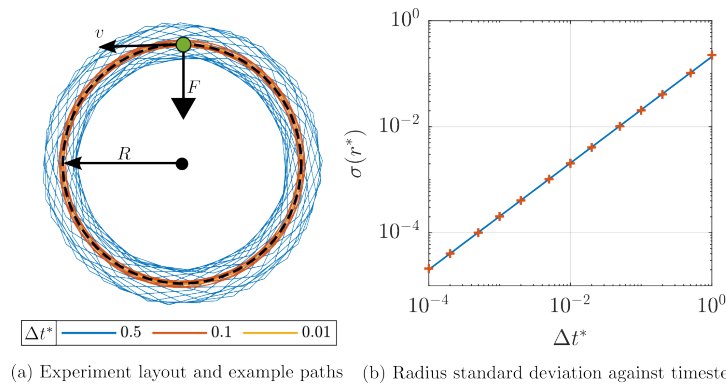 v
F
R
Δt* 0.5 0.1 0.01
(a) Experiment layout and example paths
10^0
10^-2
10^-4
σ(r*)
10^-4 10^-2 10^0
Δt*
(b) Radius standard deviation against